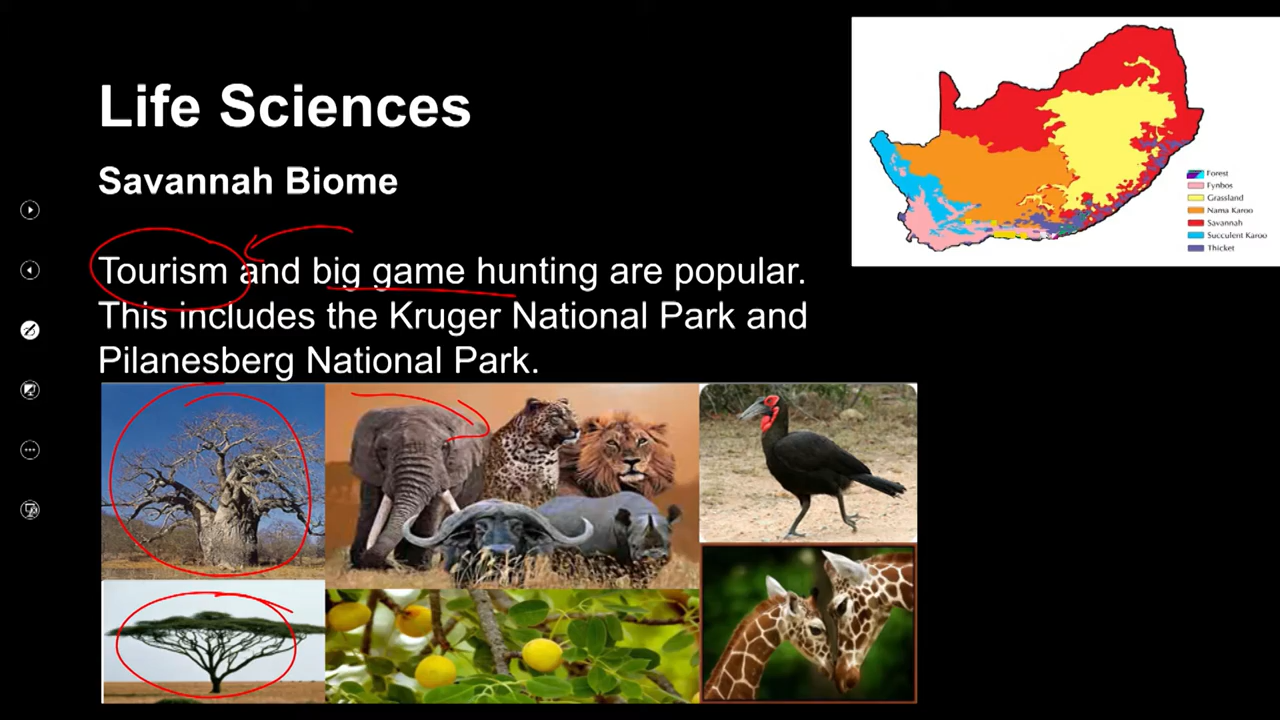 Life Sciences
Savannah Biome
Tourism and big game hunting are popular.
This includes the Kruger National Park and
Pilanesberg National Park.
Forest
Fynbos
Grassland
Nama Karoo
Savannah
Succulent Karoo
Thicket